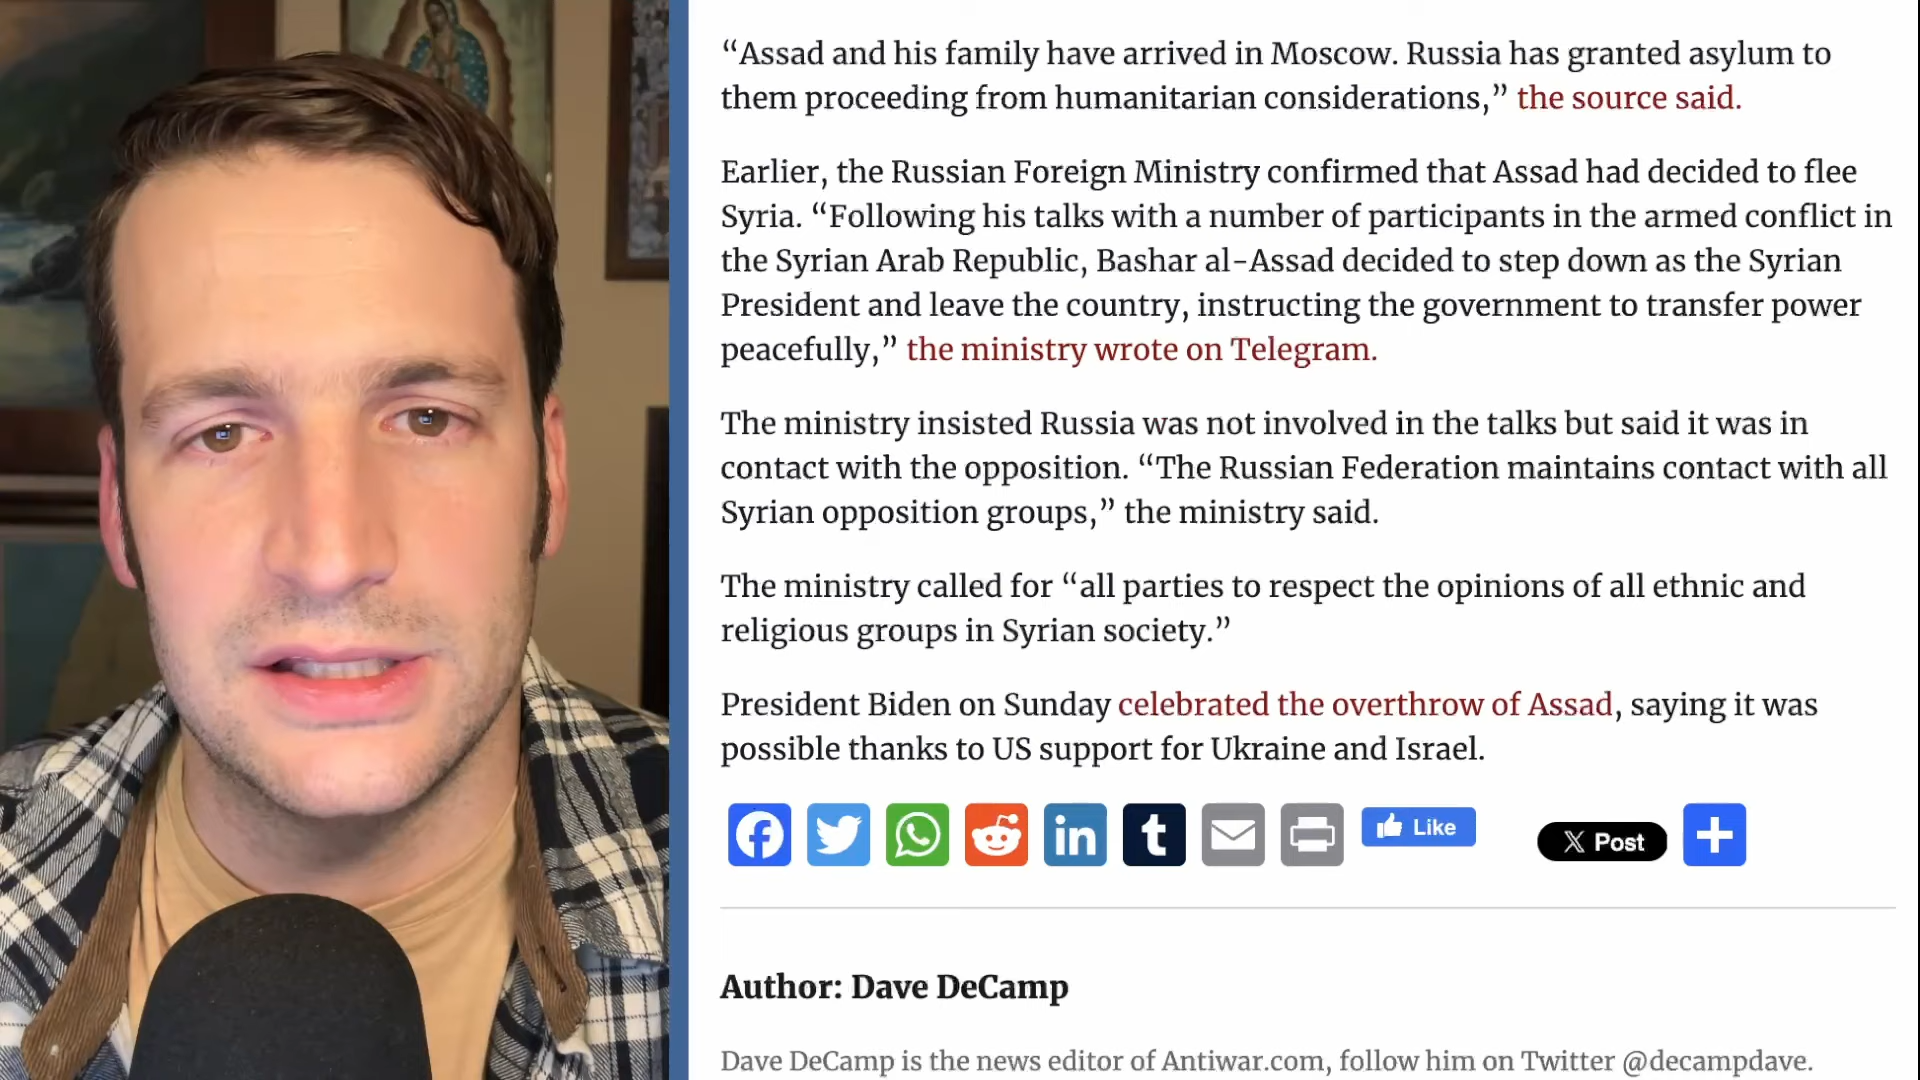 “Assad and his family have arrived in Moscow. Russia has granted asylum to
them proceeding from humanitarian considerations,” the source said.
Earlier, the Russian Foreign Ministry confirmed that Assad had decided to flee
Syria. “Following his talks with a number of participants in the armed conflict in
the Syrian Arab Republic, Bashar al-Assad decided to step down as the Syrian
President and leave the country, instructing the government to transfer power
peacefully,” the ministry wrote on Telegram.
The ministry insisted Russia was not involved in the talks but said it was in
contact with the opposition. “The Russian Federation maintains contact with all
Syrian opposition groups,” the ministry said.
The ministry called for “all parties to respect the opinions of all ethnic and
religious groups in Syrian society.”
President Biden on Sunday celebrated the overthrow of Assad, saying it was
possible thanks to US support for Ukraine and Israel.
Like
X Post
Author: Dave DeCamp
Dave DeCamp is the news editor of Antiwar.com, follow him on Twitter @decampdave.